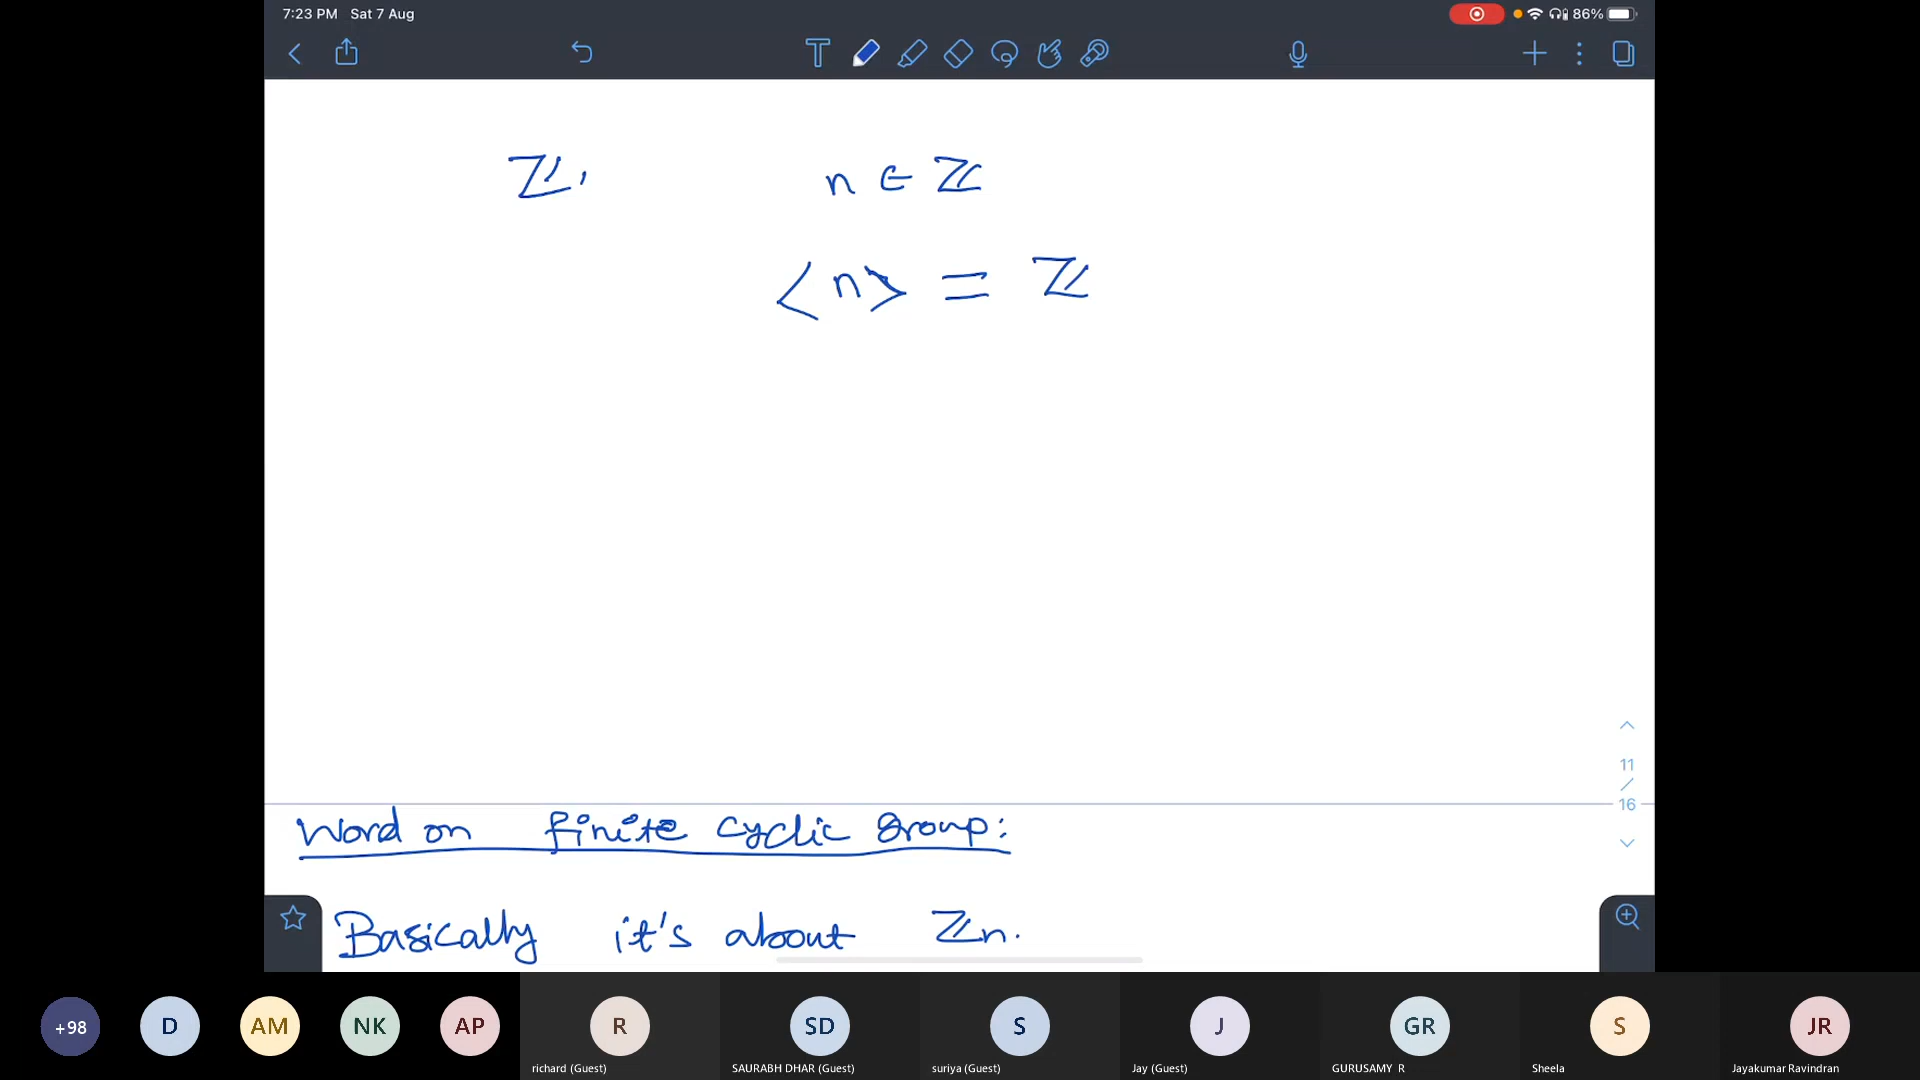 7:23 PM Sat 7 Aug
86%
ℤ, n ∈ ℤ
⟨n⟩ = ℤ
11
/
16
Word on finite cyclic group:
Basically it's about ℤn.
+98 D AM NK AP R SD S J GR S JR
richard (Guest) SAURABH DHAR (Guest) suriya (Guest) Jay (Guest) GURUSAMY R Sheela Jayakumar Ravindran